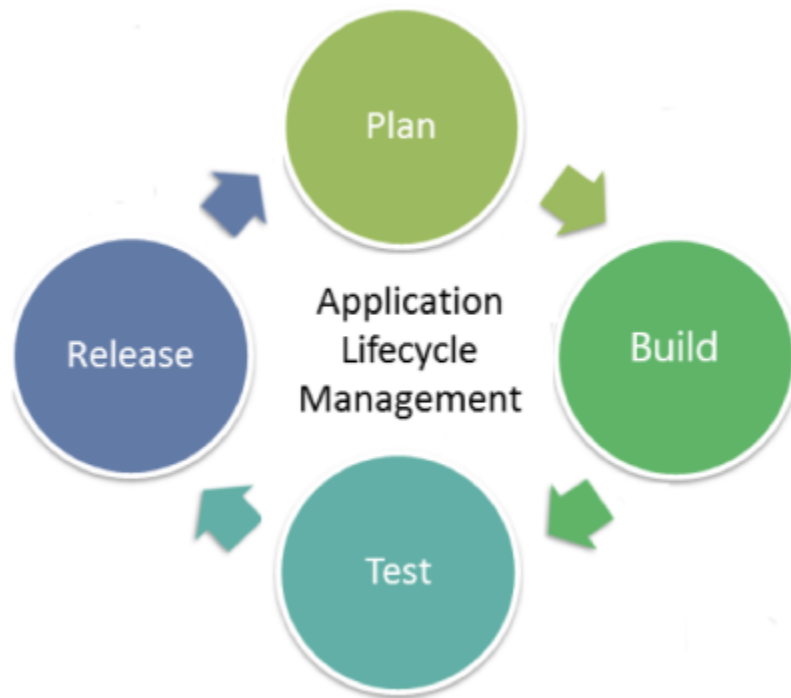 Plan
Application
Lifecycle
Management
Release
Build
Test